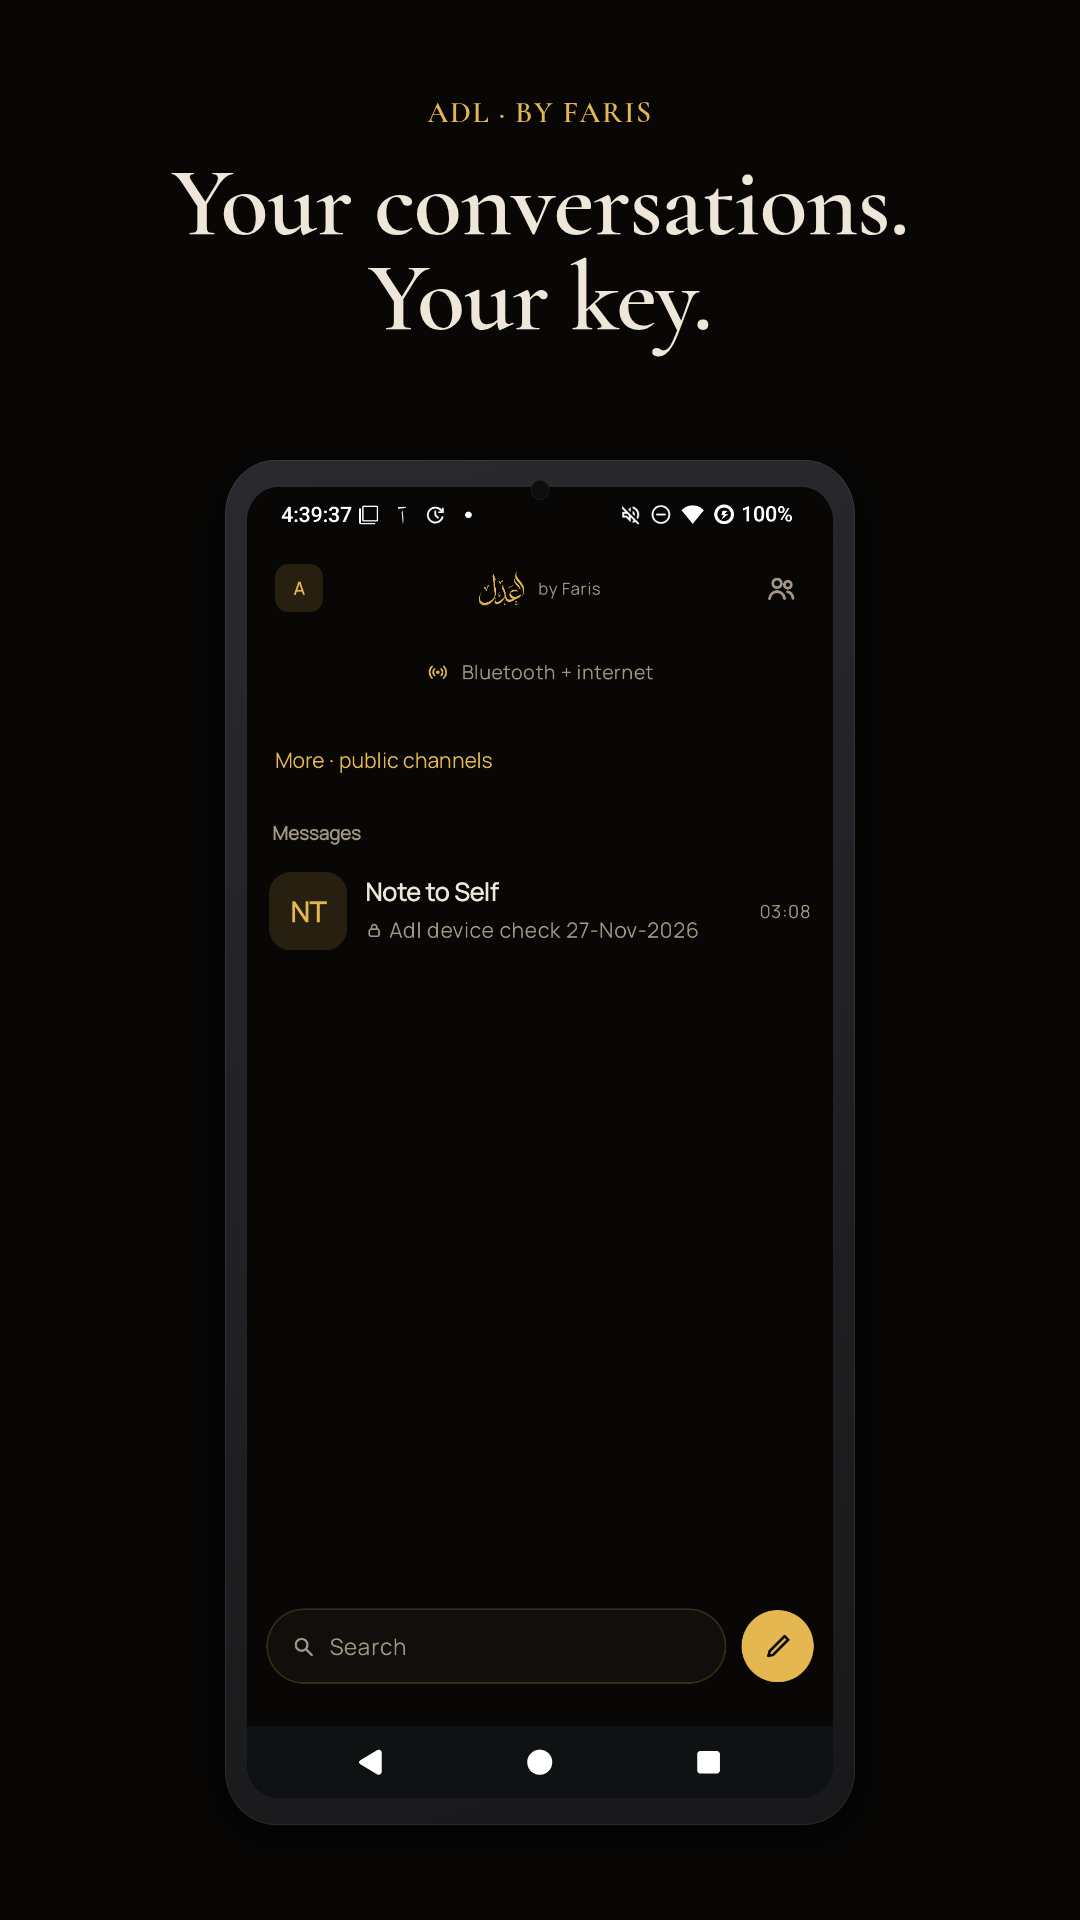 ADL · BY FARIS
Your conversations.
Your key.
4:39:37
100%
A
by Faris
Bluetooth + internet
More · public channels
Messages
NT
Note to Self
Adl device check 27-Nov-2026
03:08
Search